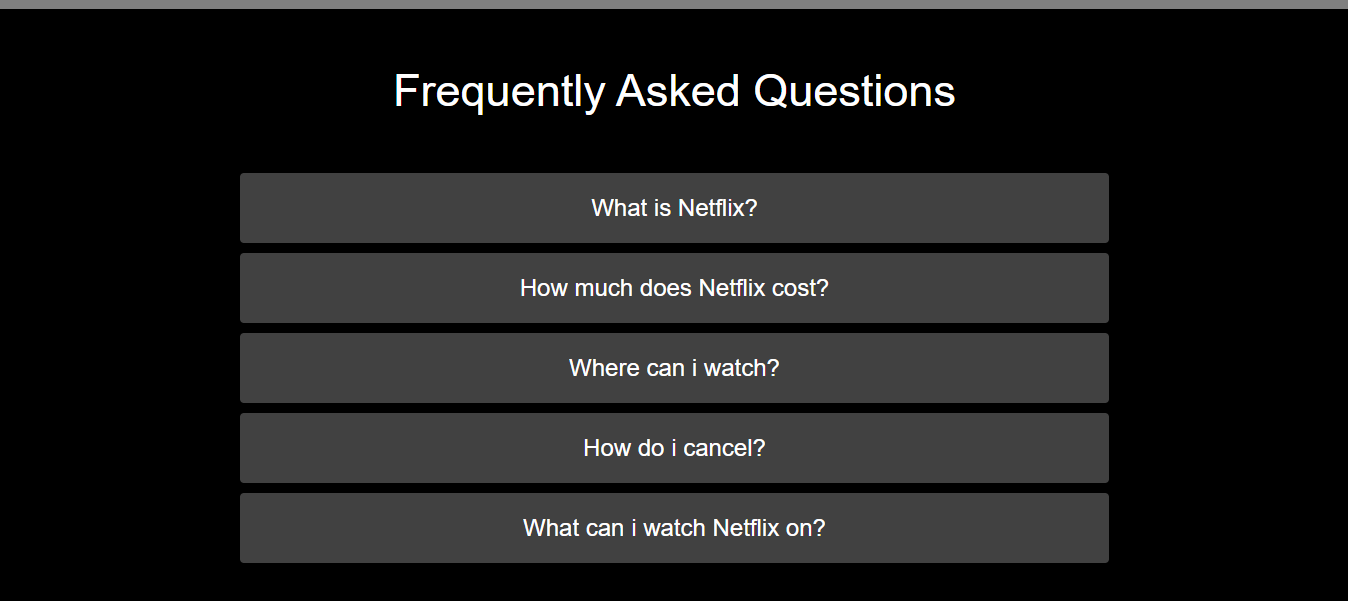 Frequently Asked Questions
What is Netflix?
How much does Netflix cost?
Where can i watch?
How do i cancel?
What can i watch Netflix on?